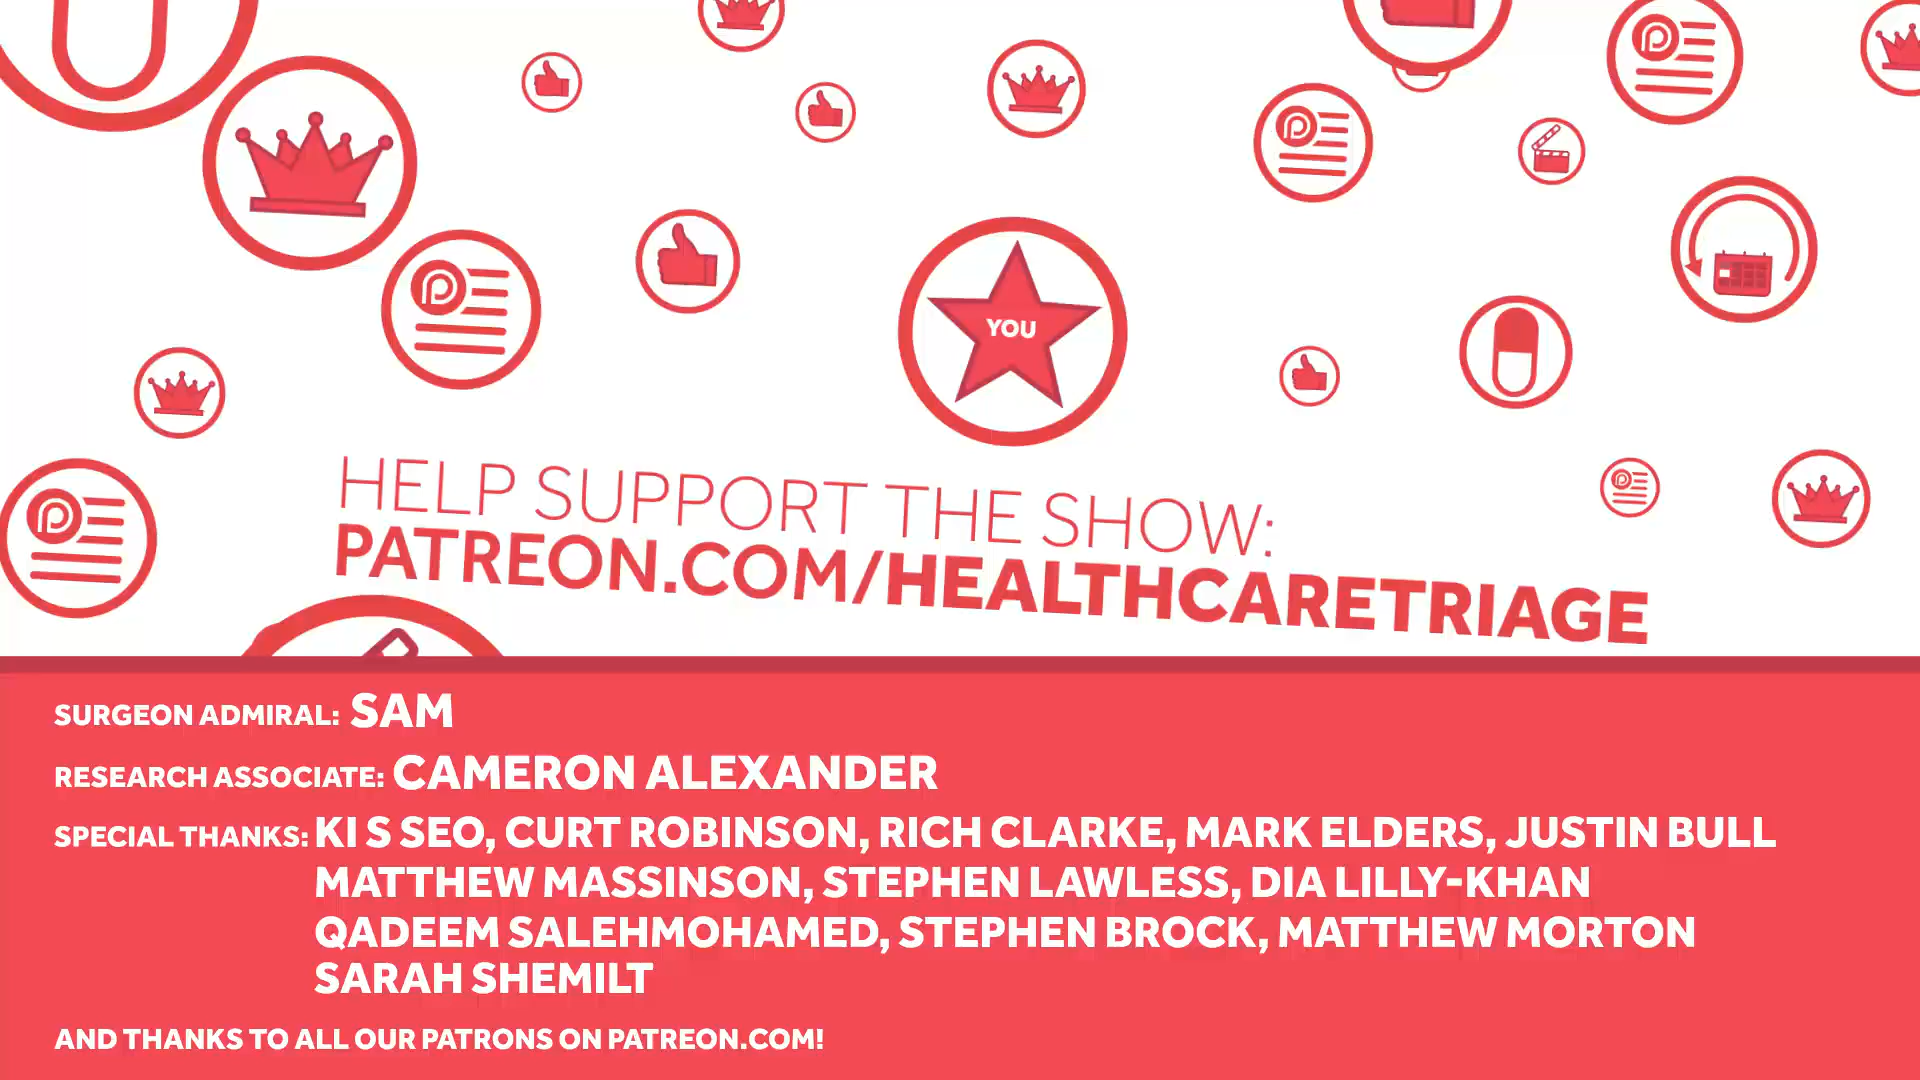 YOU
HELP SUPPORT THE SHOW:
PATREON.COM/HEALTHCARETRIAGE
SURGEON ADMIRAL: SAM
RESEARCH ASSOCIATE: CAMERON ALEXANDER
SPECIAL THANKS: KI S SEO, CURT ROBINSON, RICH CLARKE, MARK ELDERS, JUSTIN BULL
MATTHEW MASSINSON, STEPHEN LAWLESS, DIA LILLY-KHAN
QADEEM SALEHMOHAMED, STEPHEN BROCK, MATTHEW MORTON
SARAH SHEMILT
AND THANKS TO ALL OUR PATRONS ON PATREON.COM!